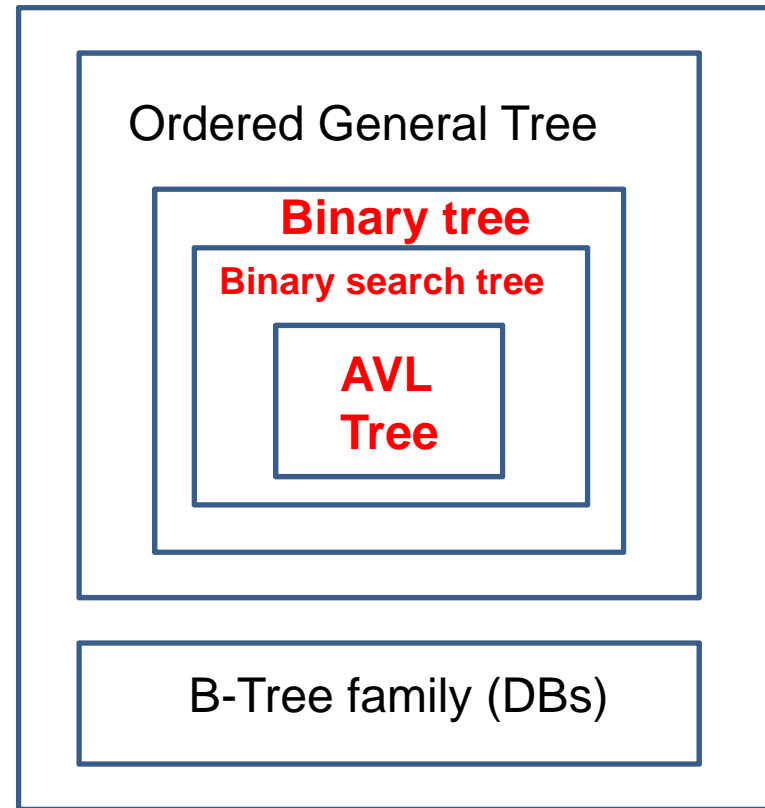 Ordered General Tree
Binary tree
Binary search tree
AVL
Tree
B-Tree family (DBs)